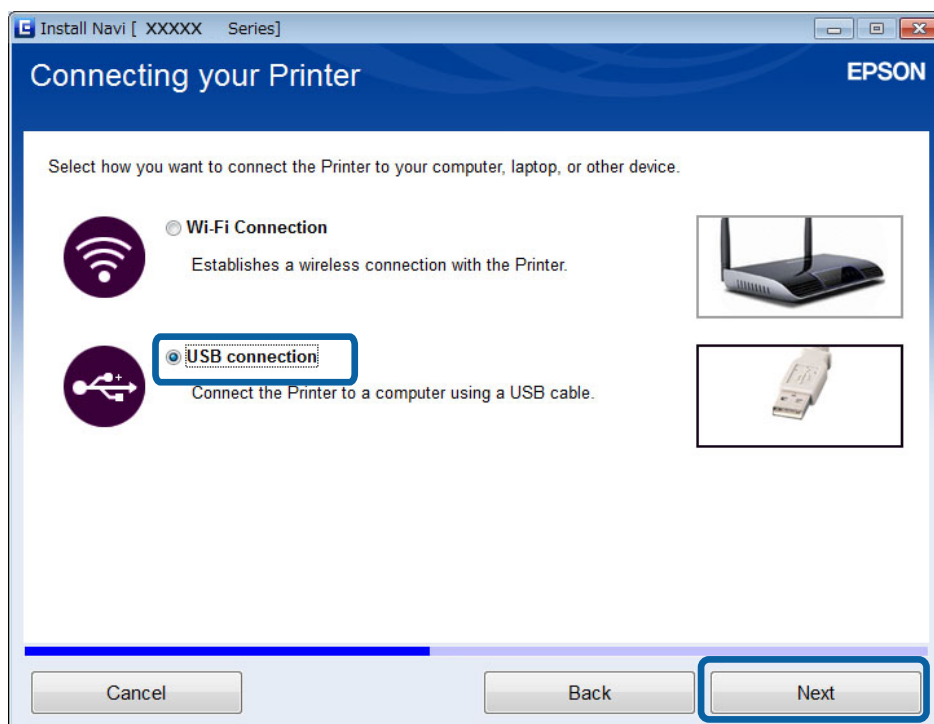 Install Navi [ XXXXX Series]
Connecting your Printer
EPSON
Select how you want to connect the Printer to your computer, laptop, or other device.
Wi-Fi Connection
Establishes a wireless connection with the Printer.
USB connection
Connect the Printer to a computer using a USB cable.
Cancel
Back
Next